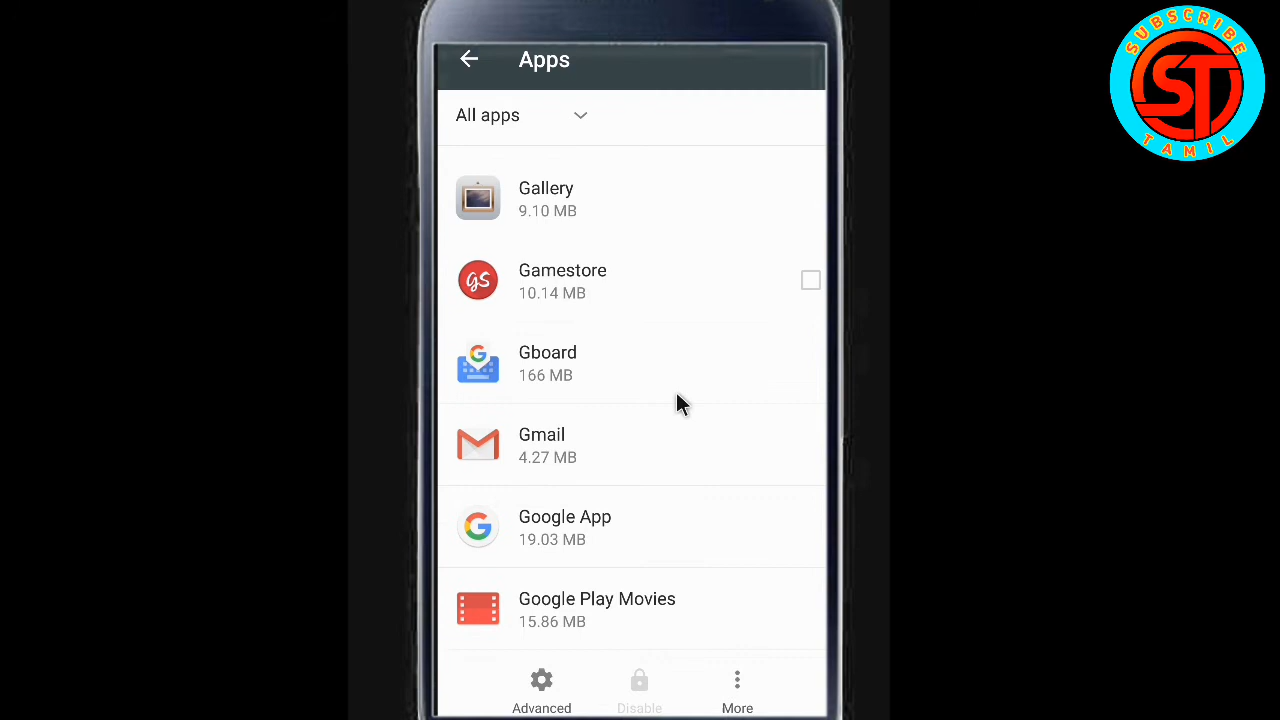 Apps
All apps
Gallery
9.10 MB
Gamestore
10.14 MB
gs
Gboard
166 MB
Gmail
4.27 MB
Google App
19.03 MB
Google Play Movies
15.86 MB
Advanced
Disable
More
SUBSCRIBE
ST
TAMIL